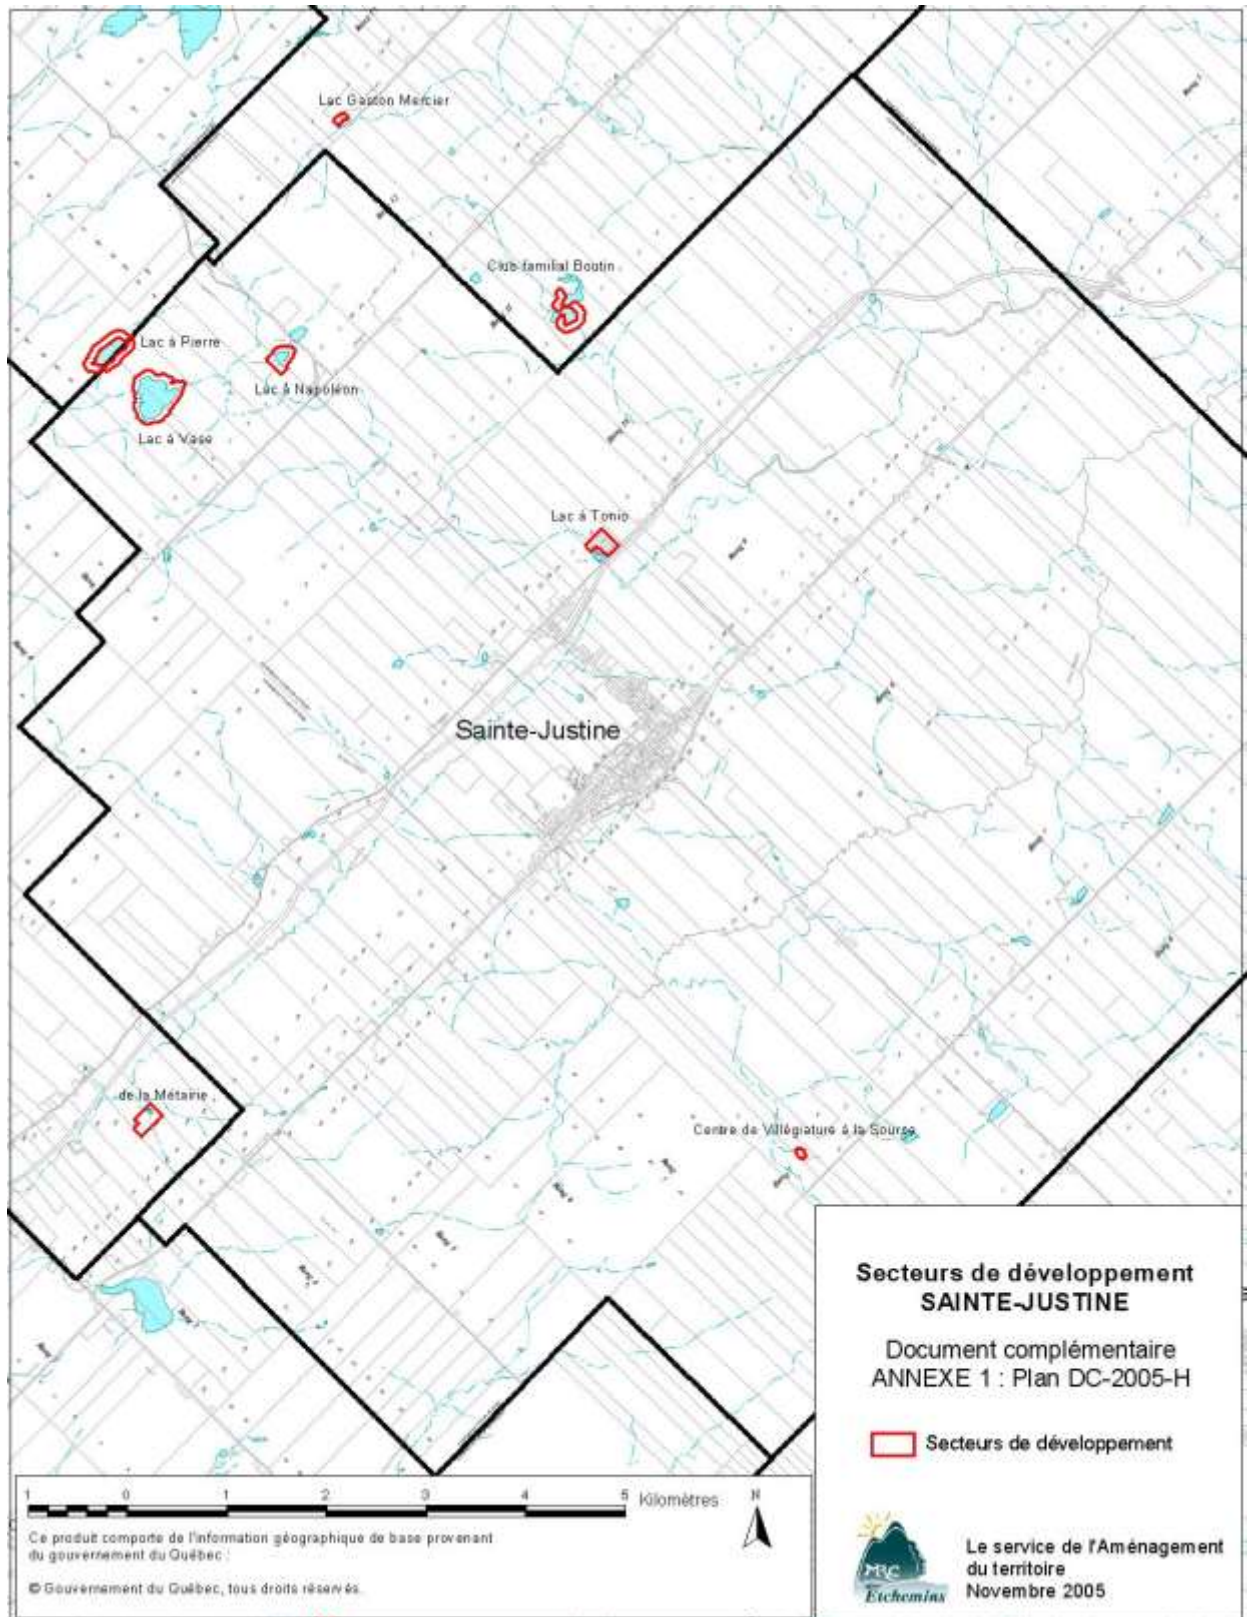 Lac Gaston Mercier
Club familial Boutin
Lac à Pierre
Lac à Napoléon
Lac à Vase
Lac à Tonio
Sainte-Justine
de la Métairie
Centre de Villégiature à la Source
Secteurs de développement
SAINTE-JUSTINE
Document complémentaire
ANNEXE 1 : Plan DC-2005-H
Secteurs de développement
1 0 1 2 3 4 5 Kilomètres
N
Ce produit comporte de l'information géographique de base provenant
du gouvernement du Québec :
© Gouvernement du Québec, tous droits réservés.
MRC
Etchemins
Le service de l'Aménagement
du territoire
Novembre 2005